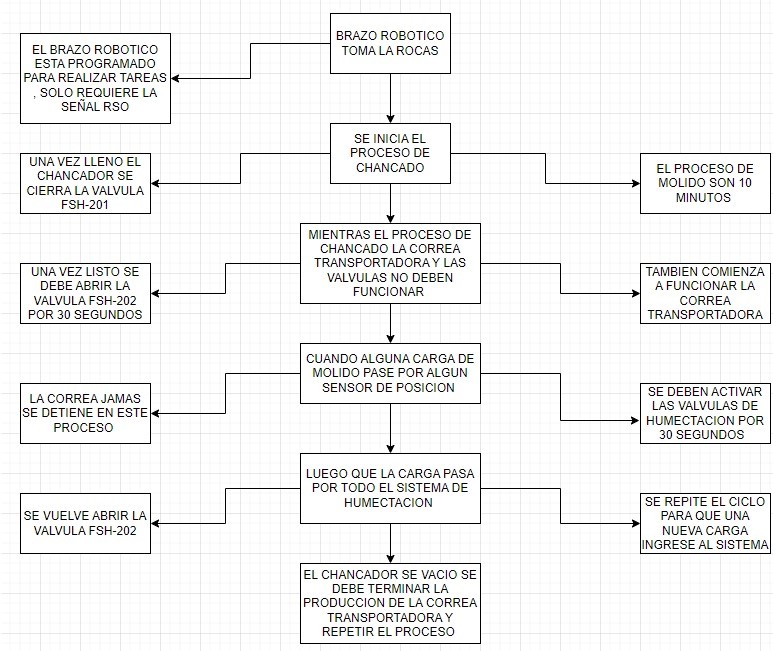 BRAZO ROBOTICO
TOMA LA ROCAS
EL BRAZO ROBOTICO
ESTA PROGRAMADO
PARA REALIZAR TAREAS
, SOLO REQUIERE LA
SEÑAL RSO
SE INICIA EL
PROCESO DE
CHANCADO
UNA VEZ LLENO EL
CHANCADOR SE
CIERRA LA VALVULA
FSH-201
EL PROCESO DE
MOLIDO SON 10
MINUTOS
MIENTRAS EL PROCESO DE
CHANCADO LA CORREA
TRANSPORTADORA Y LAS
VALVULAS NO DEBEN
FUNCIONAR
UNA VEZ LISTO SE
DEBE ABRIR LA
VALVULA FSH-202
POR 30 SEGUNDOS
TAMBIEN COMIENZA
A FUNCIONAR LA
CORREA
TRANSPORTADORA
CUANDO ALGUNA CARGA DE
MOLIDO PASE POR ALGUN
SENSOR DE POSICION
LA CORREA JAMAS
SE DETIENE EN ESTE
PROCESO
SE DEBEN ACTIVAR
LAS VALVULAS DE
HUMECTACION POR
30 SEGUNDOS
LUEGO QUE LA CARGA PASA
POR TODO EL SISTEMA DE
HUMECTACION
SE VUELVE ABRIR LA
VALVULA FSH-202
SE REPITE EL CICLO
PARA QUE UNA
NUEVA CARGA
INGRESE AL SISTEMA
EL CHANCADOR SE VACIO SE
DEBE TERMINAR LA
PRODUCCION DE LA CORREA
TRANSPORTADORA Y
REPETIR EL PROCESO